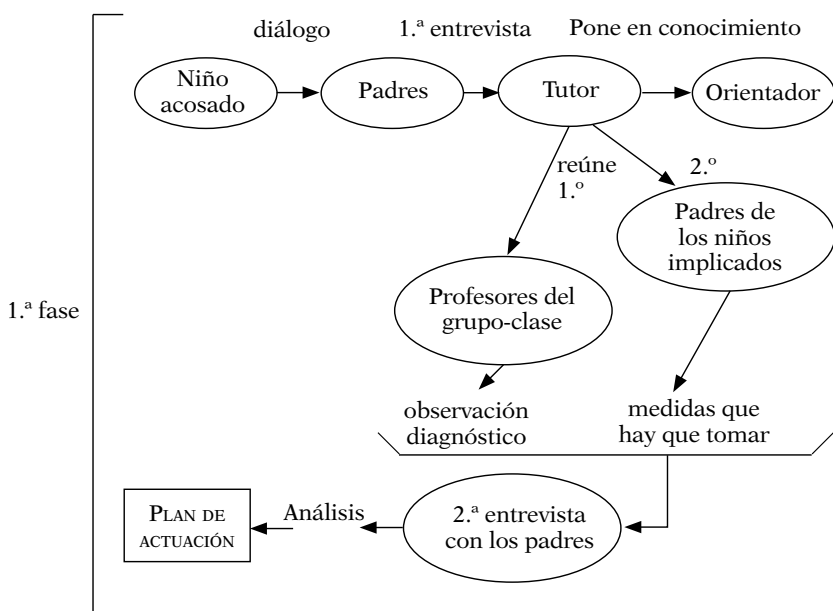 diálogo
1.ª entrevista
Pone en conocimiento
Niño
acosado
Padres
Tutor
Orientador
reúne
1.º
2.º
Padres de
los niños
implicados
Profesores del
grupo-clase
1.ª fase
observación
diagnóstico
medidas que
hay que tomar
PLAN DE
ACTUACIÓN
Análisis
2.ª entrevista
con los padres